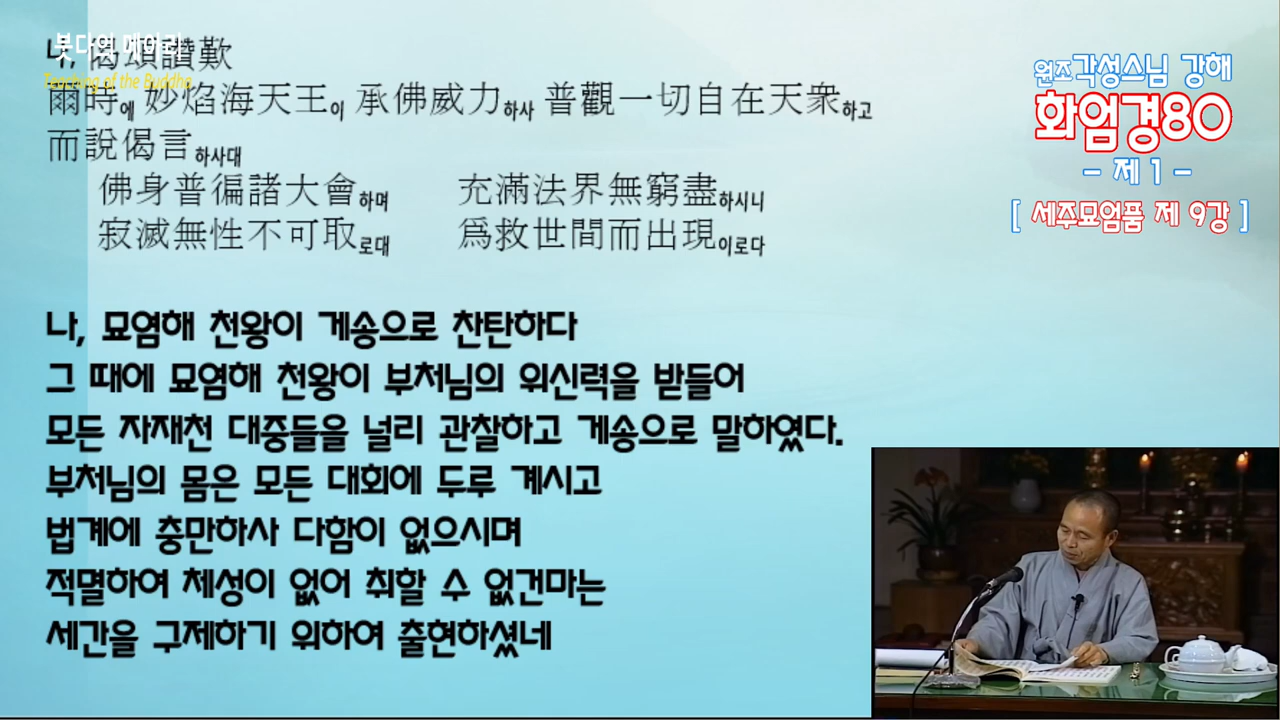 붓다의 메아리
Teaching of the Buddha
나, 偈頌讚歎
爾時에 妙焰海天王이 承佛威力하사 普觀一切自在天衆하고
而說偈言하사대
佛身普徧諸大會하며 充滿法界無窮盡하시니
寂滅無性不可取로대 爲救世間而出現이로다
나, 묘염해 천왕이 게송으로 찬탄하다
그 때에 묘염해 천왕이 부처님의 위신력을 받들어
모든 자재천 대중들을 널리 관찰하고 게송으로 말하였다.
부처님의 몸은 모든 대회에 두루 계시고
법계에 충만하사 다함이 없으시며
적멸하여 체성이 없어 취할 수 없건마는
세간을 구제하기 위하여 출현하셨네
원조각성스님 강해
화엄경80
- 제 1 -
[ 세주묘엄품 제 9강 ]